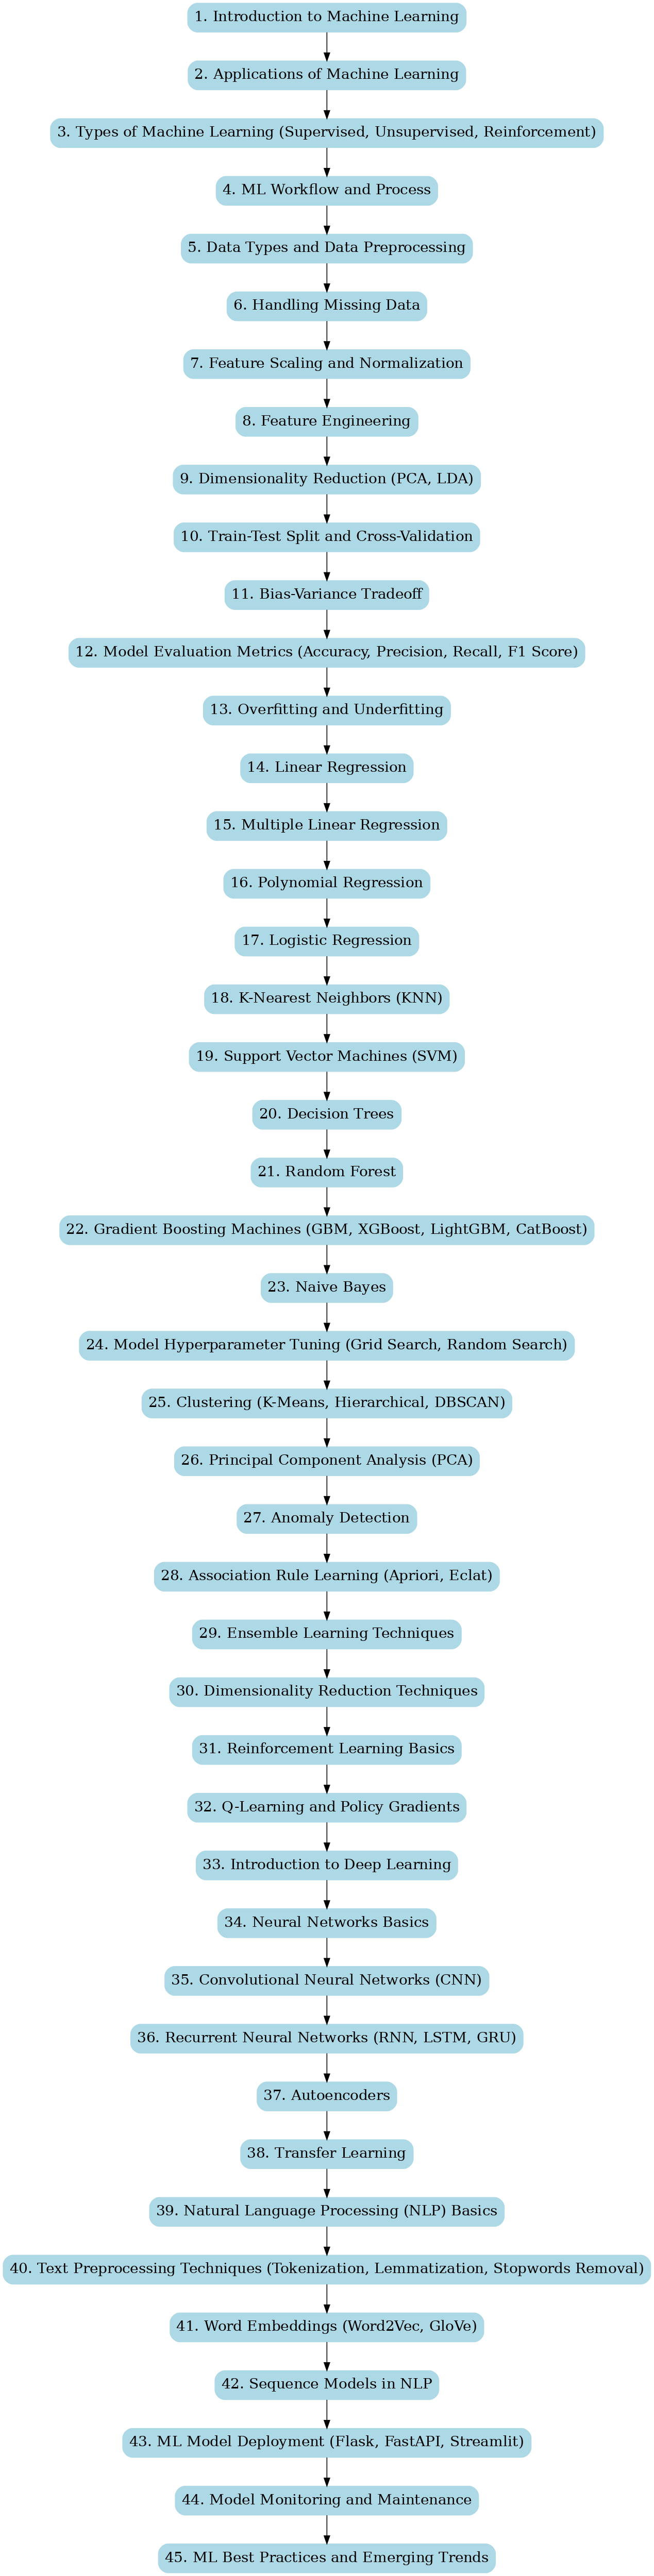 1. Introduction to Machine Learning
2. Applications of Machine Learning
3. Types of Machine Learning (Supervised, Unsupervised, Reinforcement)
4. ML Workflow and Process
5. Data Types and Data Preprocessing
6. Handling Missing Data
7. Feature Scaling and Normalization
8. Feature Engineering
9. Dimensionality Reduction (PCA, LDA)
10. Train-Test Split and Cross-Validation
11. Bias-Variance Tradeoff
12. Model Evaluation Metrics (Accuracy, Precision, Recall, F1 Score)
13. Overfitting and Underfitting
14. Linear Regression
15. Multiple Linear Regression
16. Polynomial Regression
17. Logistic Regression
18. K-Nearest Neighbors (KNN)
19. Support Vector Machines (SVM)
20. Decision Trees
21. Random Forest
22. Gradient Boosting Machines (GBM, XGBoost, LightGBM, CatBoost)
23. Naive Bayes
24. Model Hyperparameter Tuning (Grid Search, Random Search)
25. Clustering (K-Means, Hierarchical, DBSCAN)
26. Principal Component Analysis (PCA)
27. Anomaly Detection
28. Association Rule Learning (Apriori, Eclat)
29. Ensemble Learning Techniques
30. Dimensionality Reduction Techniques
31. Reinforcement Learning Basics
32. Q-Learning and Policy Gradients
33. Introduction to Deep Learning
34. Neural Networks Basics
35. Convolutional Neural Networks (CNN)
36. Recurrent Neural Networks (RNN, LSTM, GRU)
37. Autoencoders
38. Transfer Learning
39. Natural Language Processing (NLP) Basics
40. Text Preprocessing Techniques (Tokenization, Lemmatization, Stopwords Removal)
41. Word Embeddings (Word2Vec, GloVe)
42. Sequence Models in NLP
43. ML Model Deployment (Flask, FastAPI, Streamlit)
44. Model Monitoring and Maintenance
45. ML Best Practices and Emerging Trends